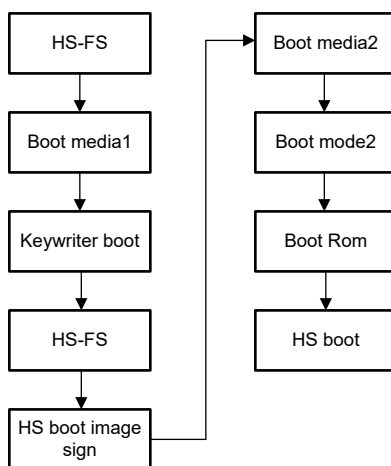 HS-FS
Boot media1
Keywriter boot
HS-FS
HS boot image
sign
Boot media2
Boot mode2
Boot Rom
HS boot